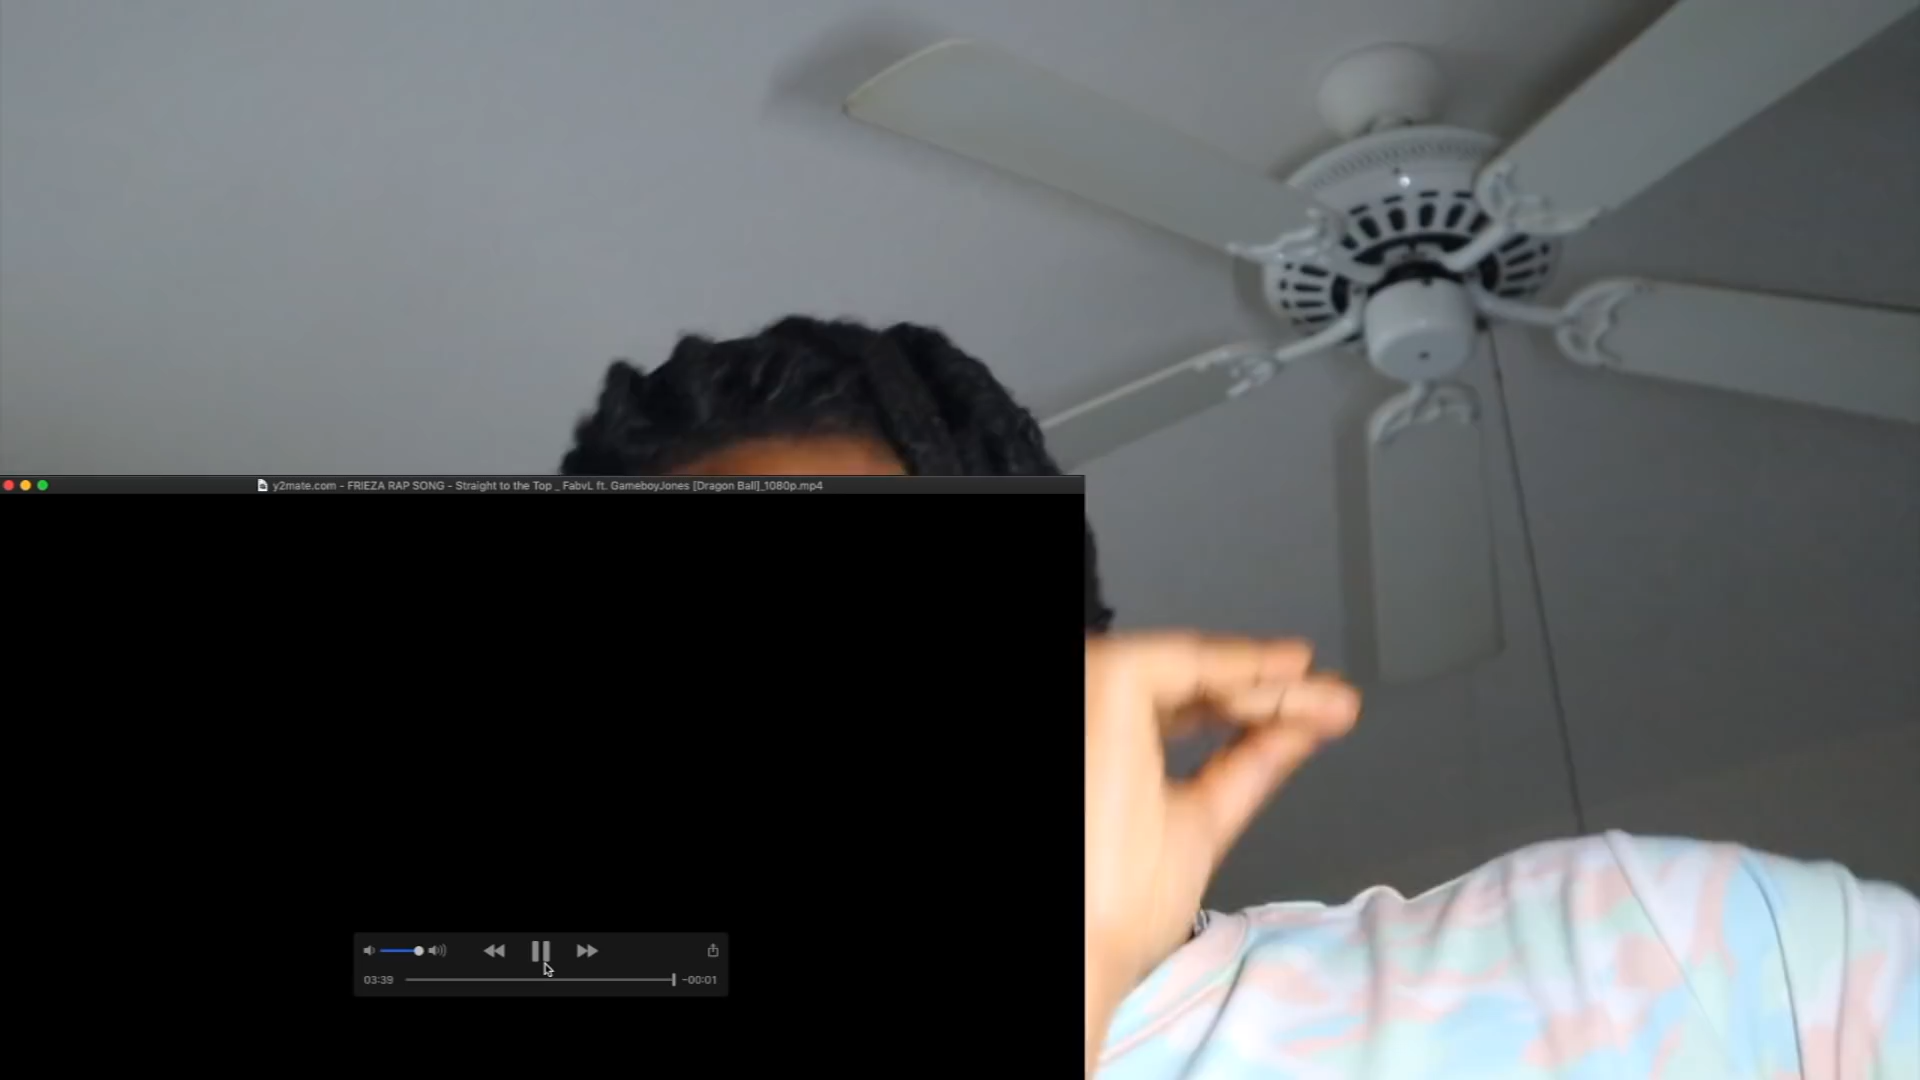 y2mate.com - FRIEZA RAP SONG - Straight to the Top _ FabvL ft. GameboyJones [Dragon Ball]_1080p.mp4
03:39 -00:01